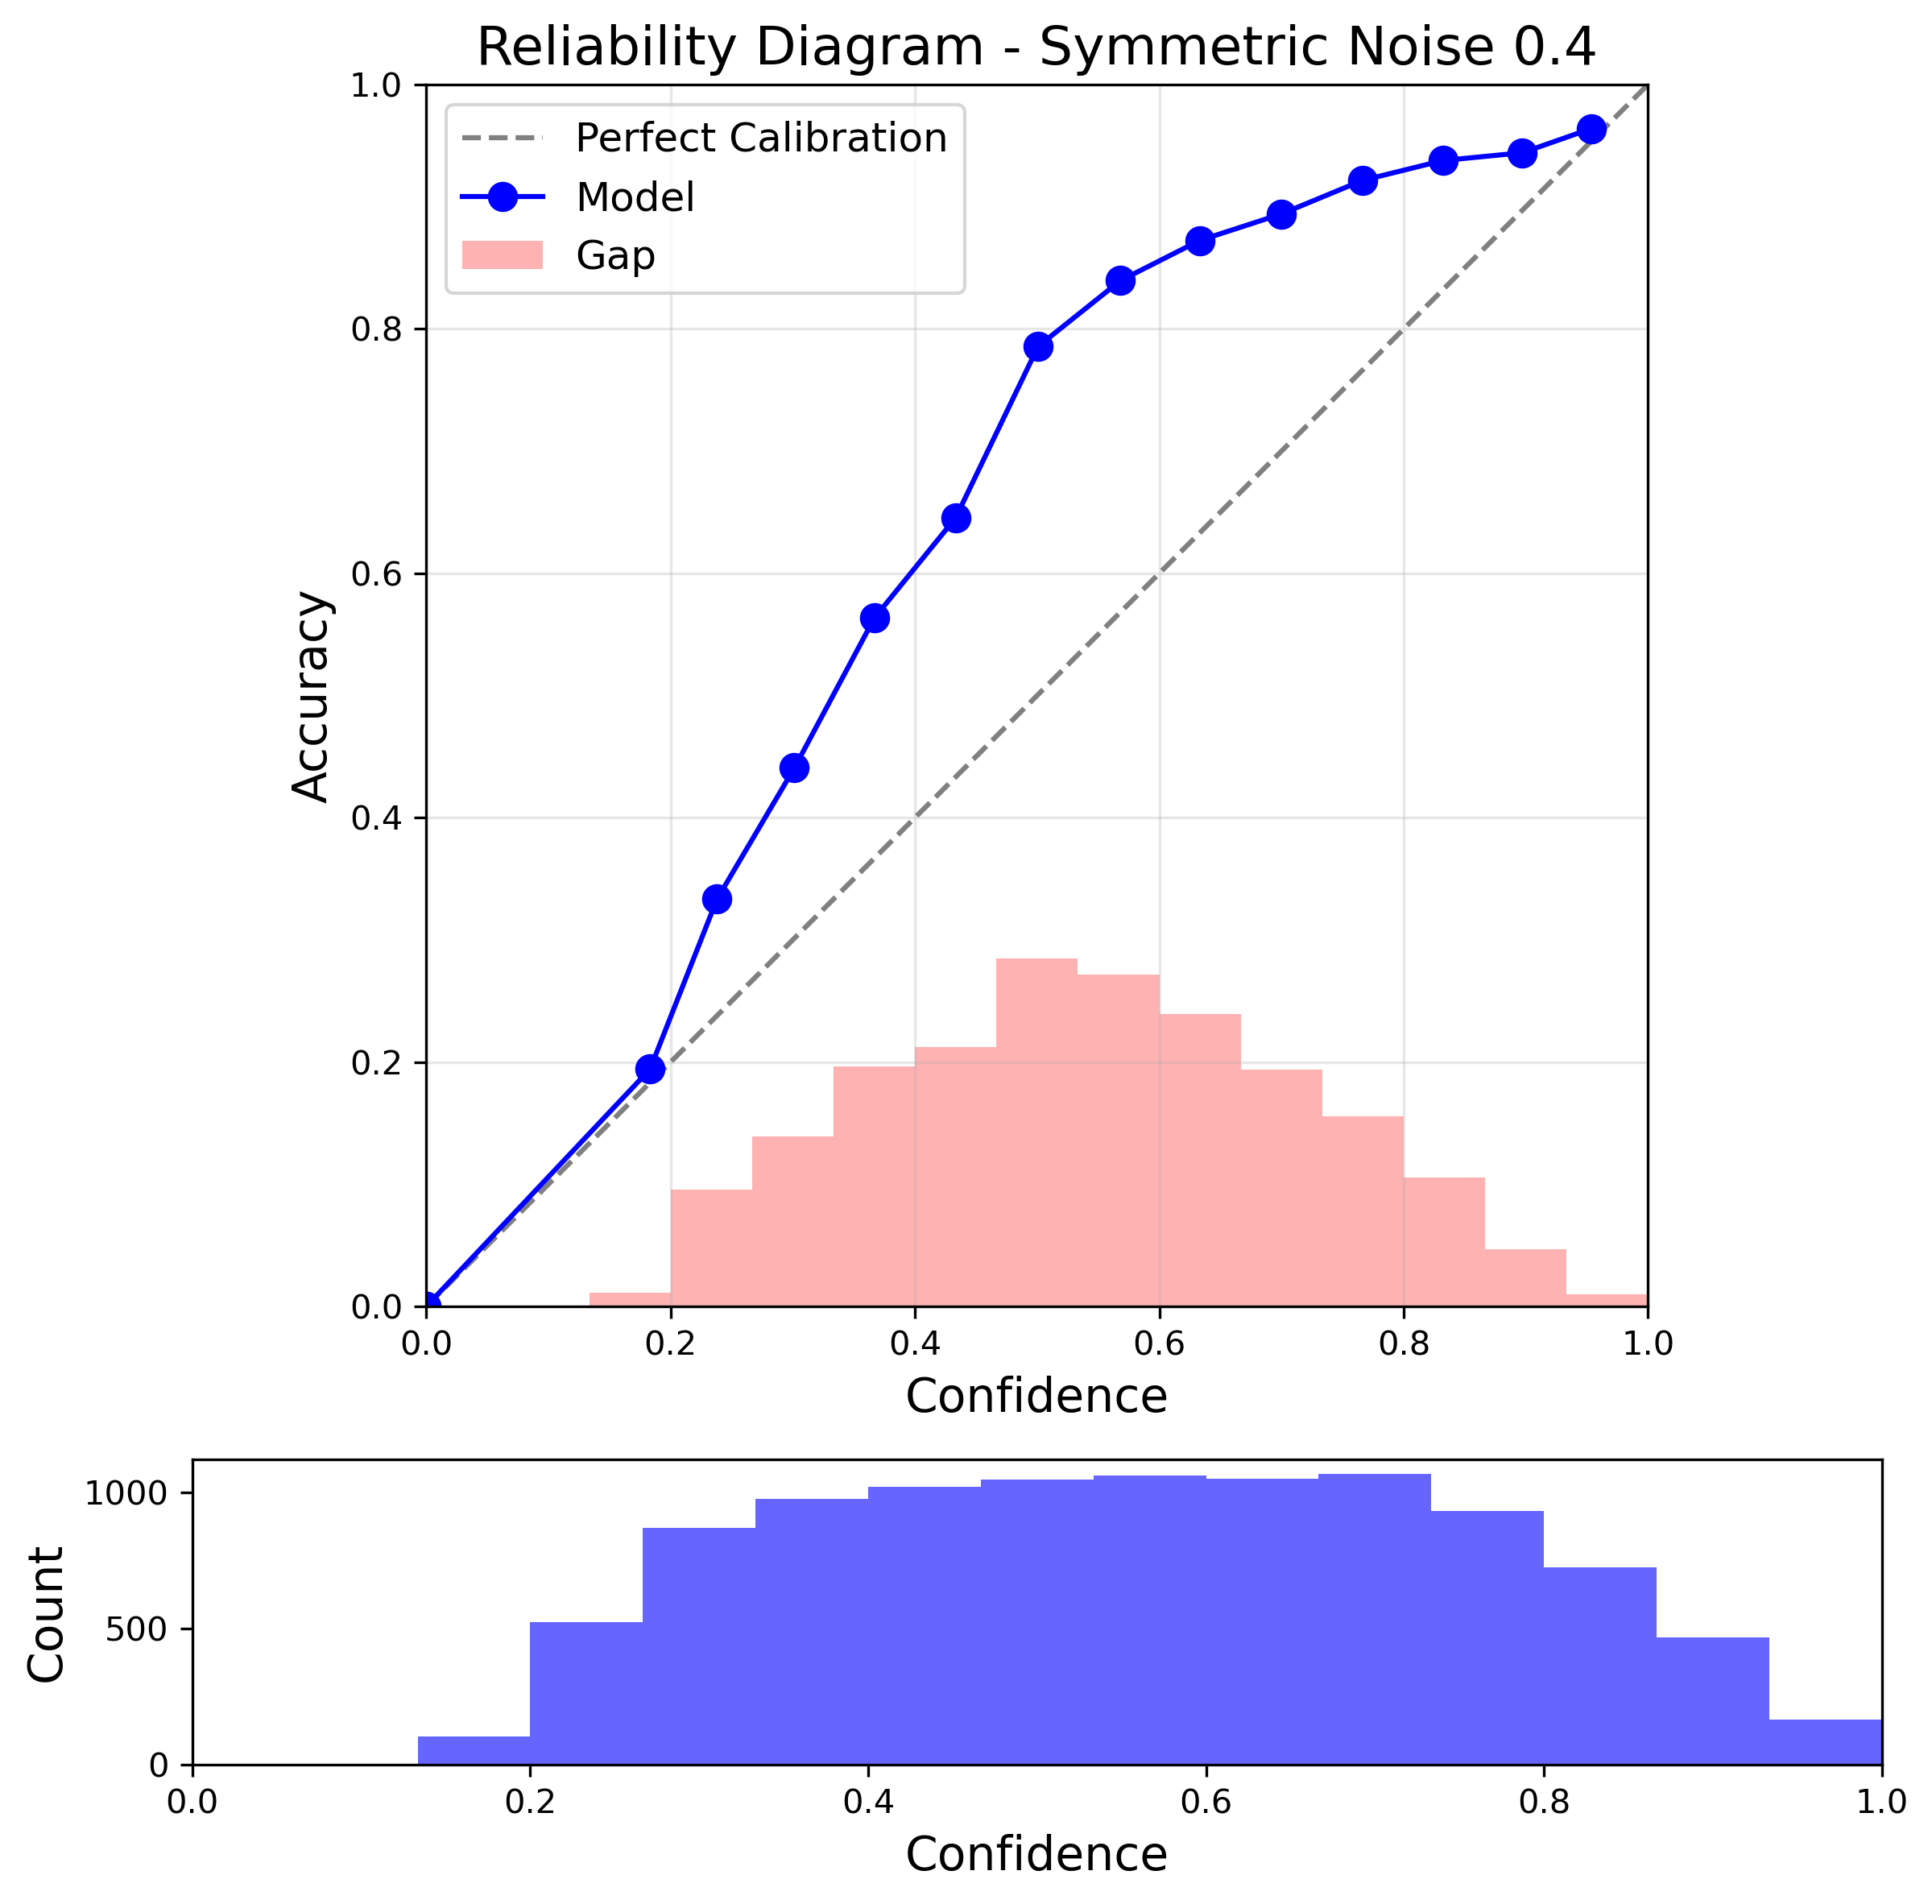 Reliability Diagram - Symmetric Noise 0.4
1.0
0.8
0.6
0.4
0.2
0.0
Accuracy
Perfect Calibration
Model
Gap
0.0 0.2 0.4 0.6 0.8 1.0
Confidence
1000
500
0
Count
0.0 0.2 0.4 0.6 0.8 1.0
Confidence